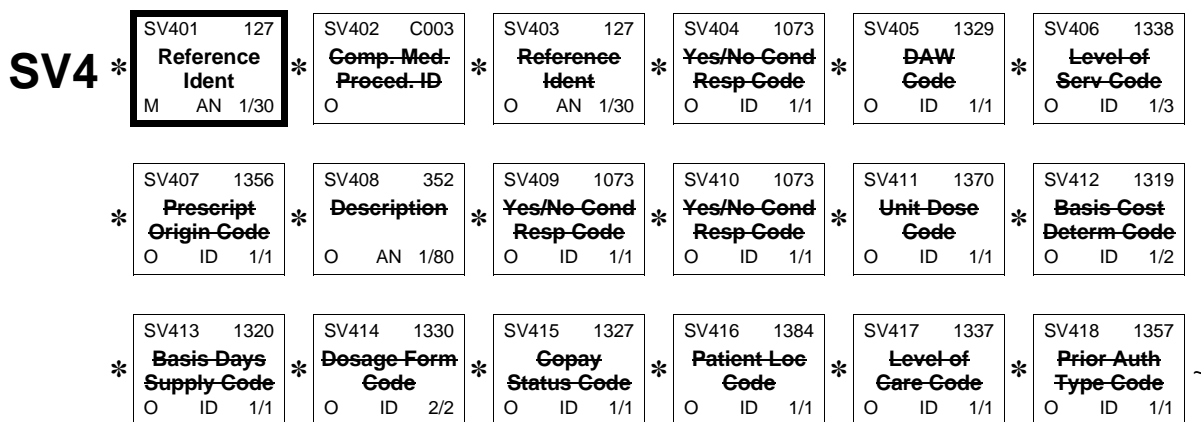 SV4 * SV401 127 * SV402 C003 * SV403 127 * SV404 1073 * SV405 1329 * SV406 1338
Reference Comp. Med. Reference Yes/No Cond DAW Level of
Ident Proced. ID Ident Resp Code Code Serv Code
M AN 1/30 O O AN 1/30 O ID 1/1 O ID 1/1 O ID 1/3
* SV407 1356 * SV408 352 * SV409 1073 * SV410 1073 * SV411 1370 * SV412 1319
Prescript Description Yes/No Cond Yes/No Cond Unit Dose Basis Cost
Origin Code Resp Code Resp Code Code Determ Code
O ID 1/1 O AN 1/80 O ID 1/1 O ID 1/1 O ID 1/1 O ID 1/2
* SV413 1320 * SV414 1330 * SV415 1327 * SV416 1384 * SV417 1337 * SV418 1357 ~
Basis Days Dosage Form Copay Patient Loc Level of Prior Auth
Supply Code Code Status Code Code Care Code Type Code
O ID 1/1 O ID 2/2 O ID 1/1 O ID 1/1 O ID 1/1 O ID 1/1